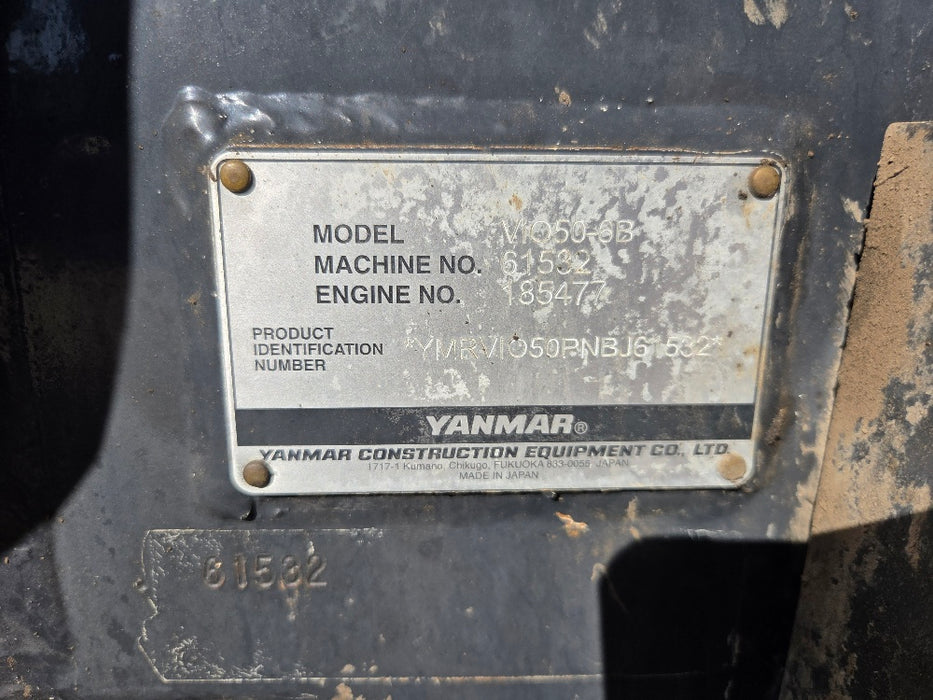 MODEL VIO50-6B
MACHINE NO. 61532
ENGINE NO. 185477
PRODUCT
IDENTIFICATION
NUMBER
*YMRVIO50PNBJ61532*
YANMAR®
YANMAR CONSTRUCTION EQUIPMENT CO., LTD.
1717-1 Kumano, Chikugo, FUKUOKA 833-0055 JAPAN
MADE IN JAPAN
61532